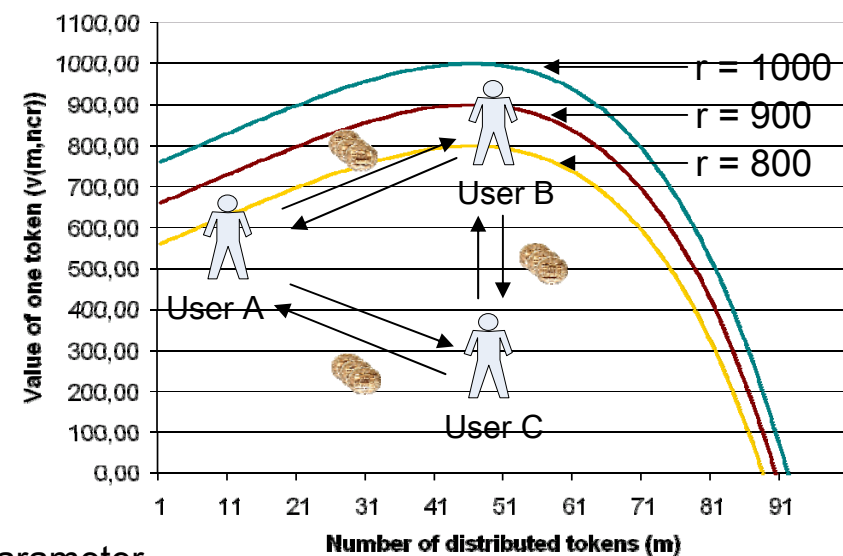 1100,00
1000,00
900,00
800,00
700,00
600,00
500,00
400,00
300,00
200,00
100,00
0,00
Value of one token (v(m,ncr))
r = 1000
r = 900
r = 800
User B
User A
User C
1 11 21 31 41 51 61 71 81 91
Number of distributed tokens (m)